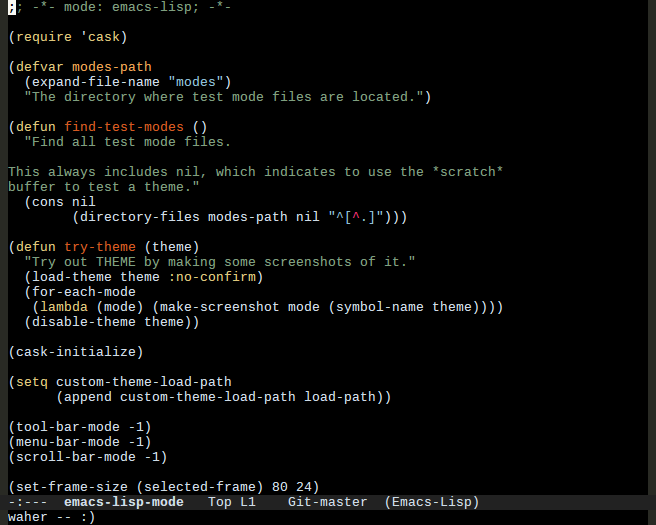 ;; -*- mode: emacs-lisp; -*-

(require 'cask)

(defvar modes-path
  (expand-file-name "modes")
  "The directory where test mode files are located.")

(defun find-test-modes ()
  "Find all test mode files.

This always includes nil, which indicates to use the *scratch*
buffer to test a theme."
  (cons nil
        (directory-files modes-path nil "^[^.]")))

(defun try-theme (theme)
  "Try out THEME by making some screenshots of it."
  (load-theme theme :no-confirm)
  (for-each-mode
   (lambda (mode) (make-screenshot mode (symbol-name theme))))
  (disable-theme theme))

(cask-initialize)

(setq custom-theme-load-path
      (append custom-theme-load-path load-path))

(tool-bar-mode -1)
(menu-bar-mode -1)
(scroll-bar-mode -1)

(set-frame-size (selected-frame) 80 24)
-:---  emacs-lisp-mode   Top L1    Git-master  (Emacs-Lisp)
waher -- :)